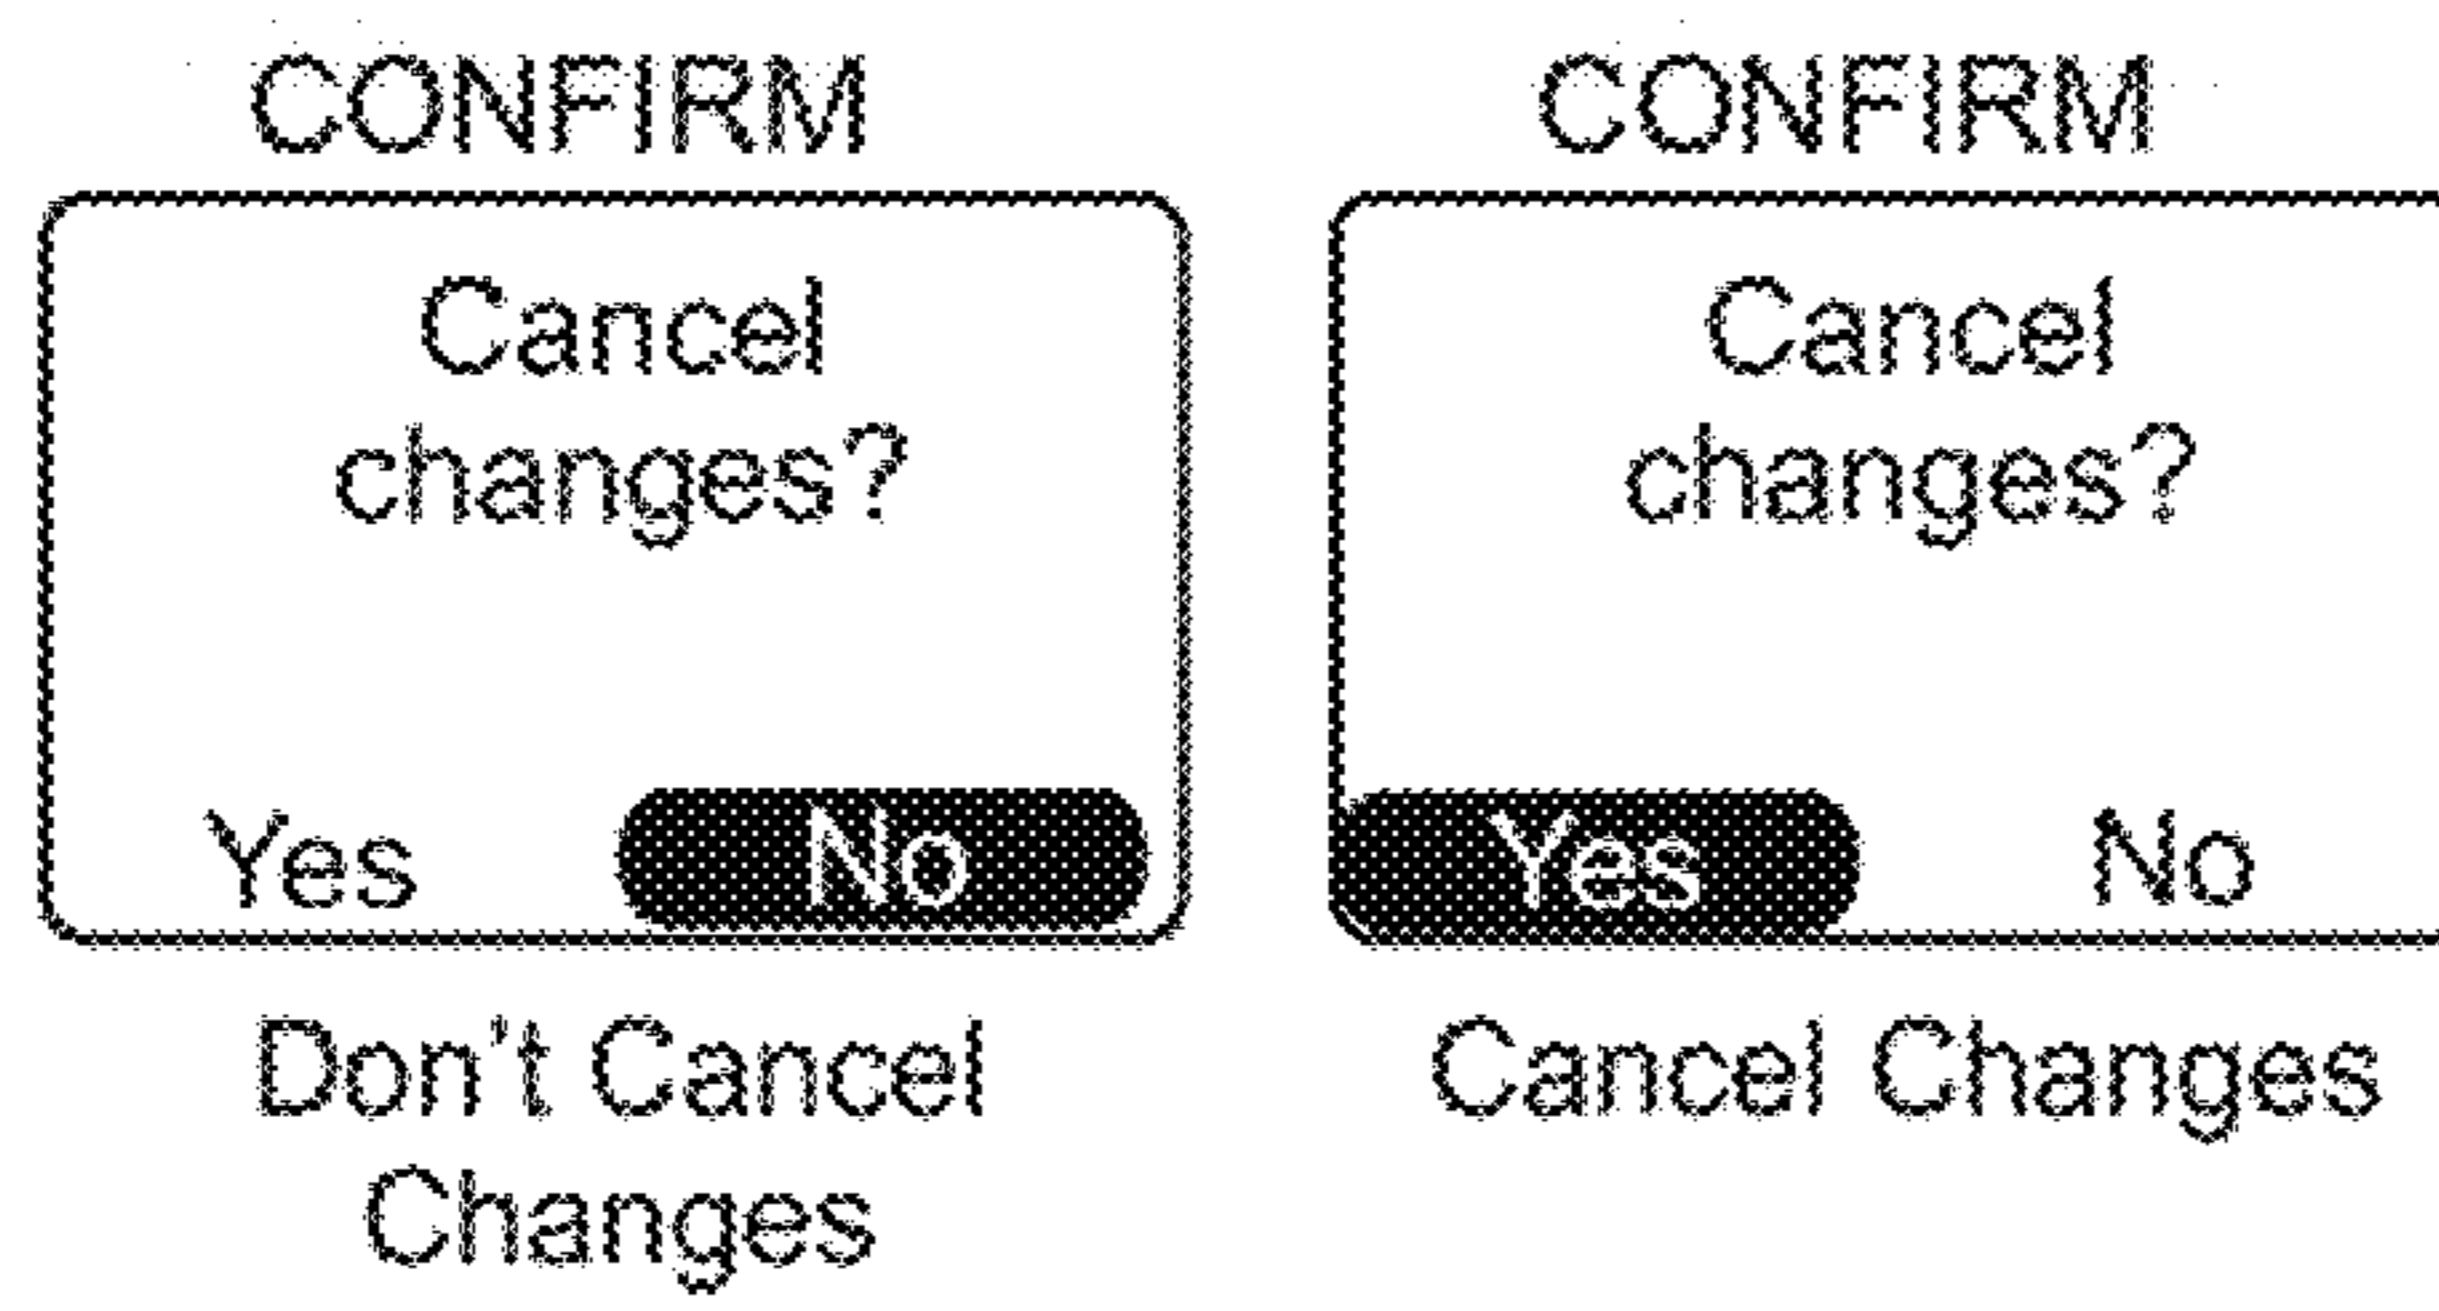 CONFIRM
Cancel
changes?
Yes No
Don't Cancel
Changes
CONFIRM
Cancel
changes?
Yes No
Cancel Changes